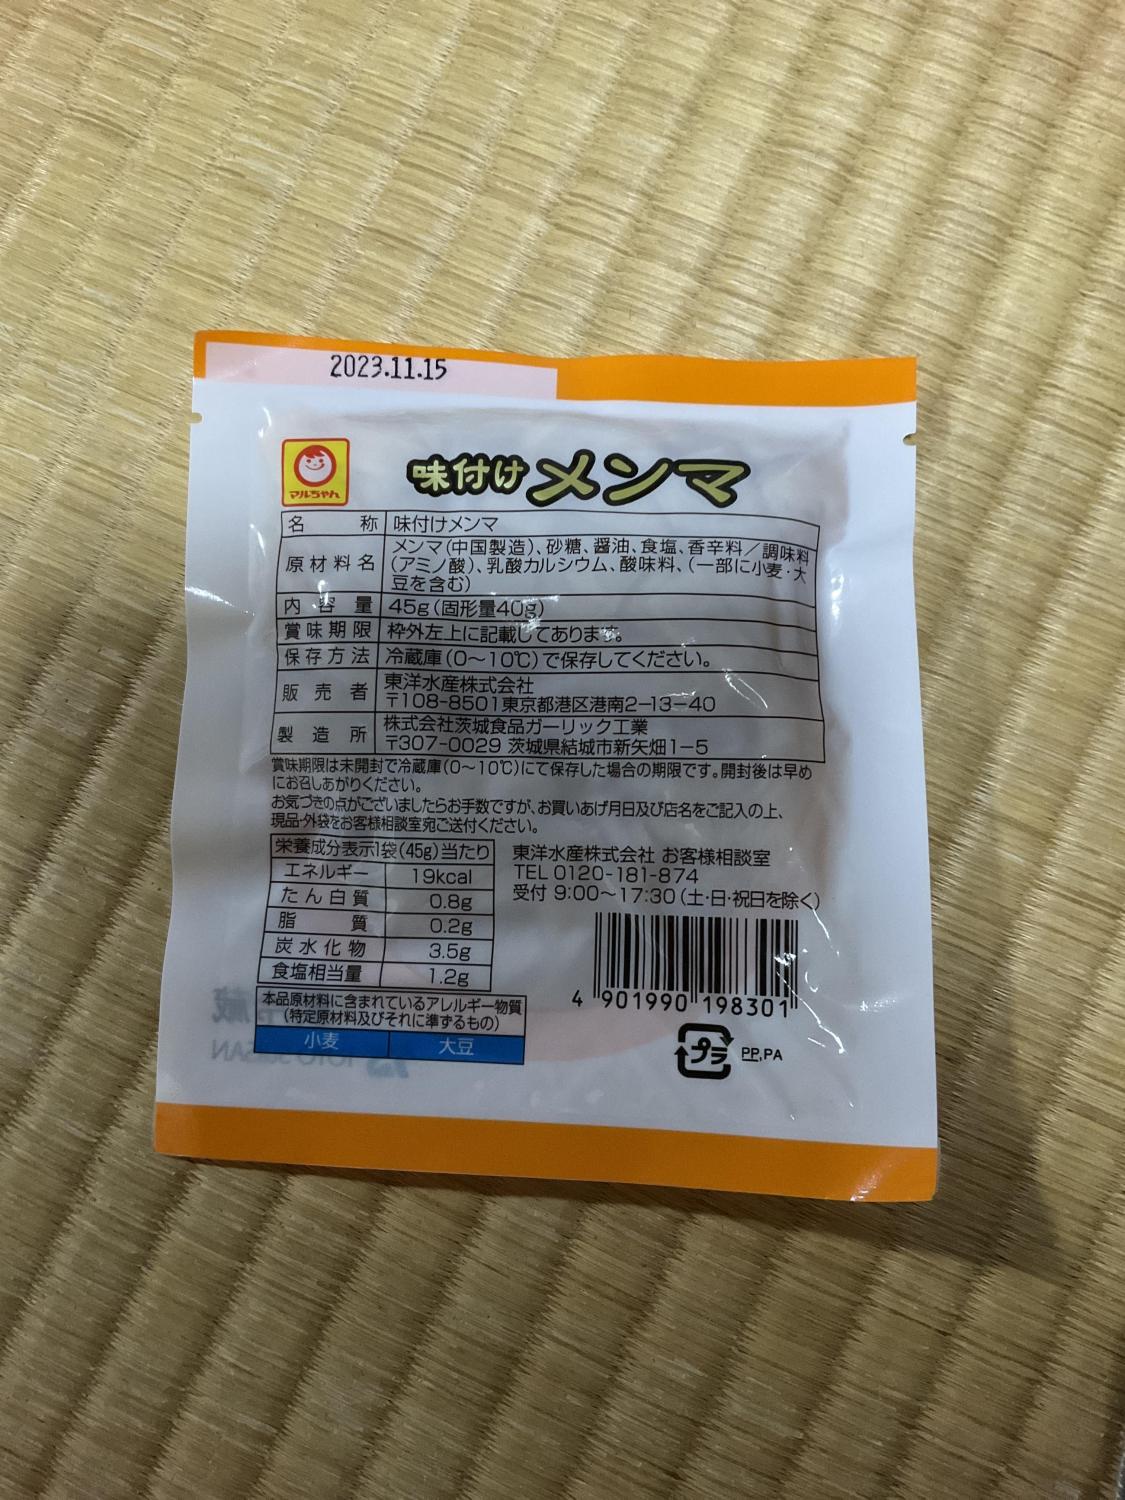 2023.11.15
マルちゃん
味付けメンマ
名称 味付けメンマ
原材料名 メンマ(中国製造)、砂糖、醤油、食塩、香辛料／調味料
(アミノ酸)、乳酸カルシウム、酸味料、(一部に小麦・大
豆を含む)
内容量 45g(固形量40g)
賞味期限 枠外左上に記載してあります。
保存方法 冷蔵庫(0～10℃)で保存してください。
販売者 東洋水産株式会社
〒108-8501東京都港区港南2-13-40
製造所 株式会社茨城食品ガーリック工業
〒307-0029 茨城県結城市新矢畑1-5
賞味期限は未開封で冷蔵庫(0～10℃)にて保存した場合の期限です。開封後は早め
にお召しあがりください。
お気づきの点がございましたらお手数ですが、お買いあげ月日及び店名をご記入の上、
現品・外袋をお客様相談室宛ご送付ください。
栄養成分表示1袋(45g)当たり
エネルギー 19kcal
たん白質 0.8g
脂質 0.2g
炭水化物 3.5g
食塩相当量 1.2g
本品原材料に含まれているアレルギー物質
(特定原材料及びそれに準ずるもの)
小麦 大豆
東洋水産株式会社 お客様相談室
TEL 0120-181-874
受付 9:00～17:30(土・日・祝日を除く)
4 901990 198301
プラ PP,PA